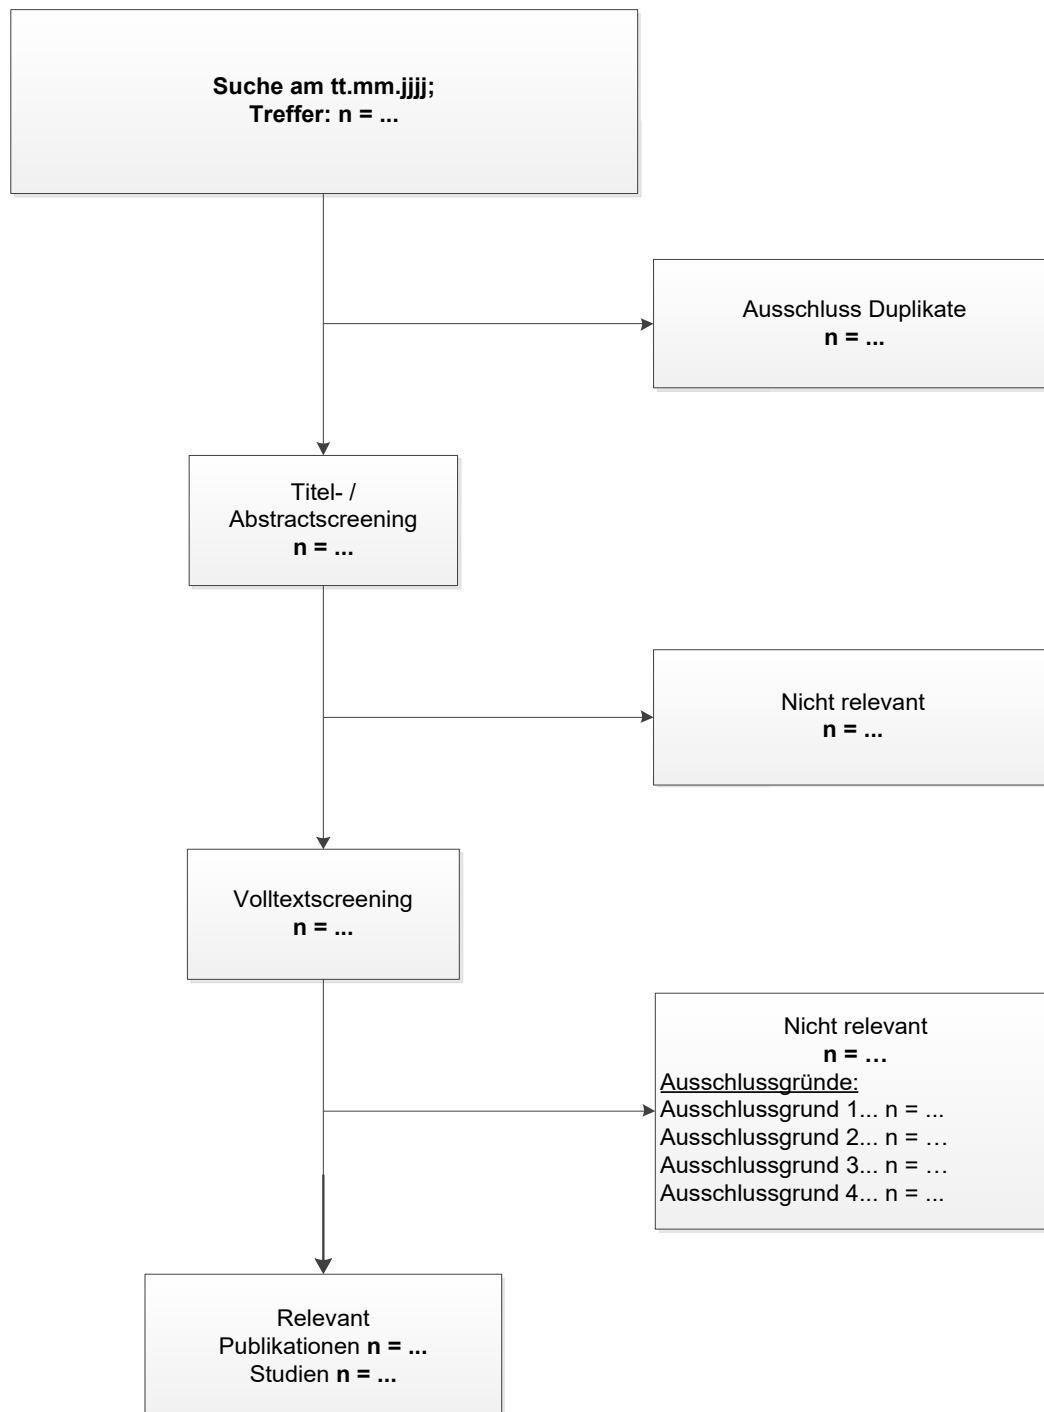 Suche am tt.mm.jjjj;
Treffer: n = ...
Ausschluss Duplikate
n = ...
Titel- /
Abstractscreening
n = ...
Nicht relevant
n = ...
Volltextscreening
n = ...
Nicht relevant
n = …
Ausschlussgründe:
Ausschlussgrund 1... n = ...
Ausschlussgrund 2... n = …
Ausschlussgrund 3... n = …
Ausschlussgrund 4... n = ...
Relevant
Publikationen n = ...
Studien n = ...